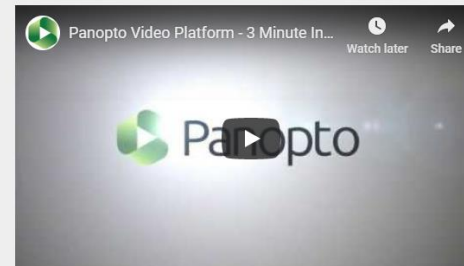 Panopto Video Platform - 3 Minute In...
Watch later
Share
Panopto